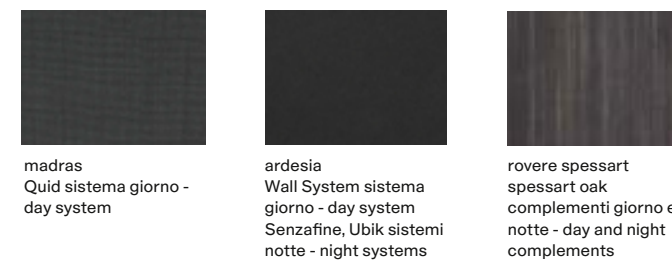 madras
Quid sistema giorno -
day system
ardesia
Wall System sistema
giorno - day system
Senzafine, Ubik sistemi
notte - night systems
rovere spessart
spessart oak
complementi giorno e
notte - day and night
complements